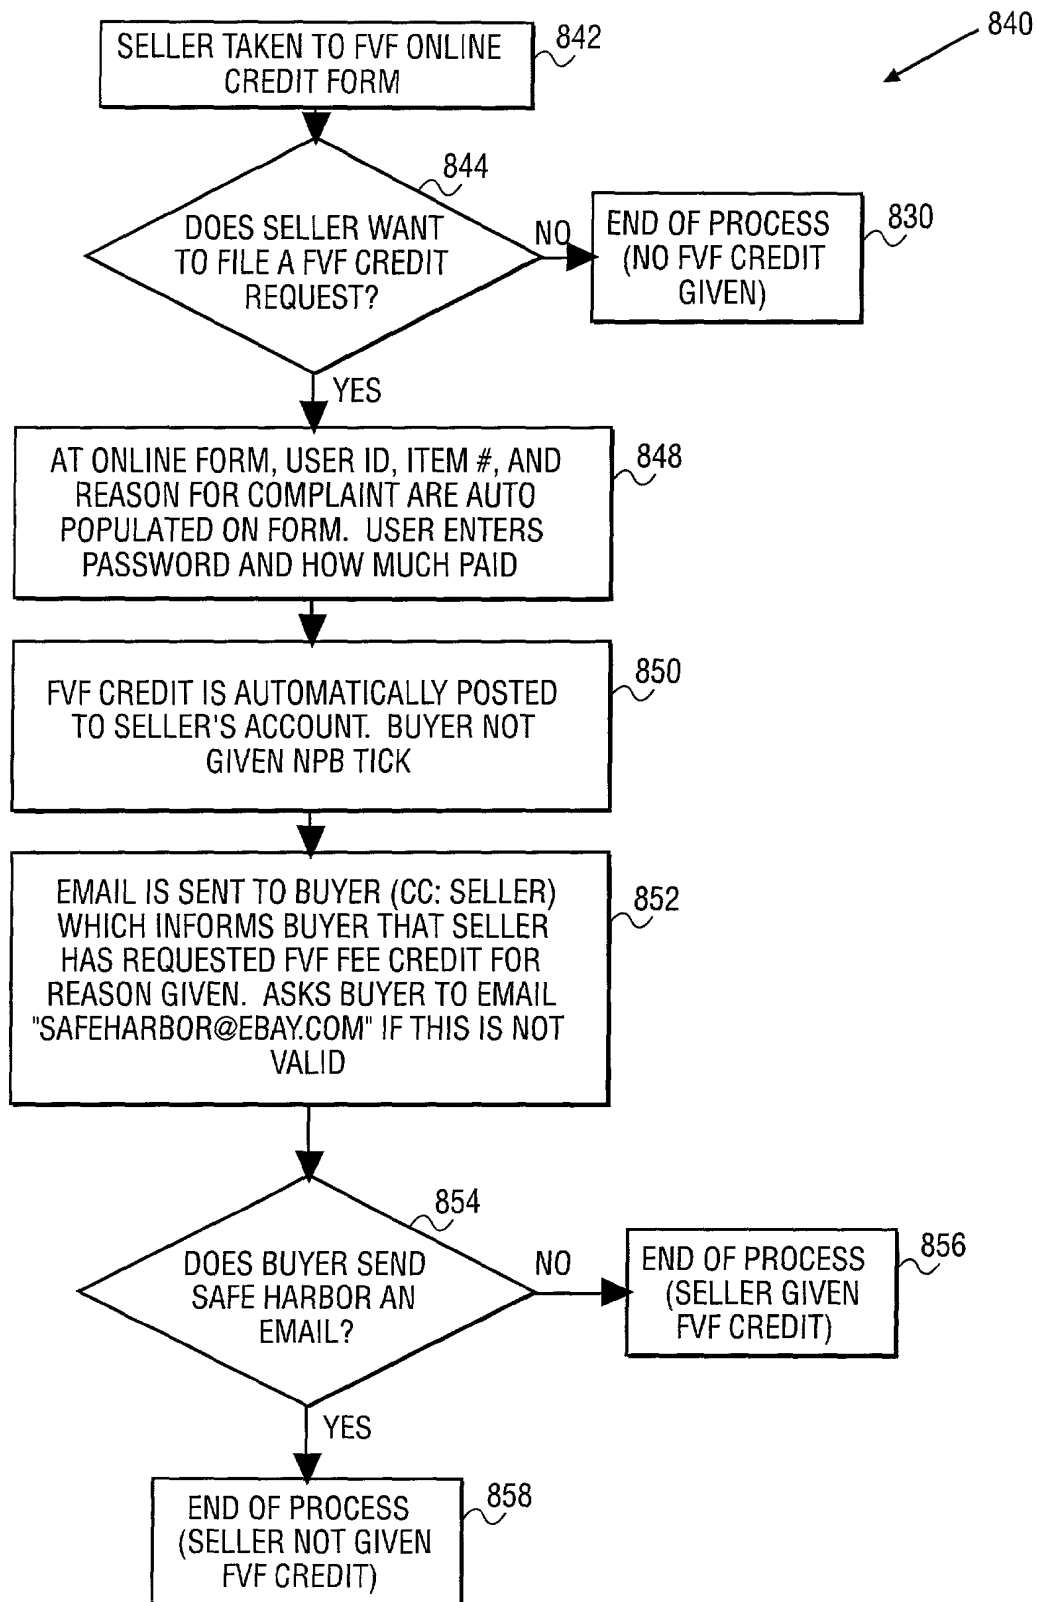 840
SELLER TAKEN TO FVF ONLINE
CREDIT FORM
842
844
DOES SELLER WANT
TO FILE A FVF CREDIT
REQUEST?
NO
END OF PROCESS
(NO FVF CREDIT
GIVEN)
830
YES
AT ONLINE FORM, USER ID, ITEM #, AND
REASON FOR COMPLAINT ARE AUTO
POPULATED ON FORM. USER ENTERS
PASSWORD AND HOW MUCH PAID
848
FVF CREDIT IS AUTOMATICALLY POSTED
TO SELLER'S ACCOUNT. BUYER NOT
GIVEN NPB TICK
850
EMAIL IS SENT TO BUYER (CC: SELLER)
WHICH INFORMS BUYER THAT SELLER
HAS REQUESTED FVF FEE CREDIT FOR
REASON GIVEN. ASKS BUYER TO EMAIL
"SAFEHARBOR@EBAY.COM" IF THIS IS NOT
VALID
852
854
DOES BUYER SEND
SAFE HARBOR AN
EMAIL?
NO
END OF PROCESS
(SELLER GIVEN
FVF CREDIT)
856
YES
END OF PROCESS
(SELLER NOT GIVEN
FVF CREDIT)
858